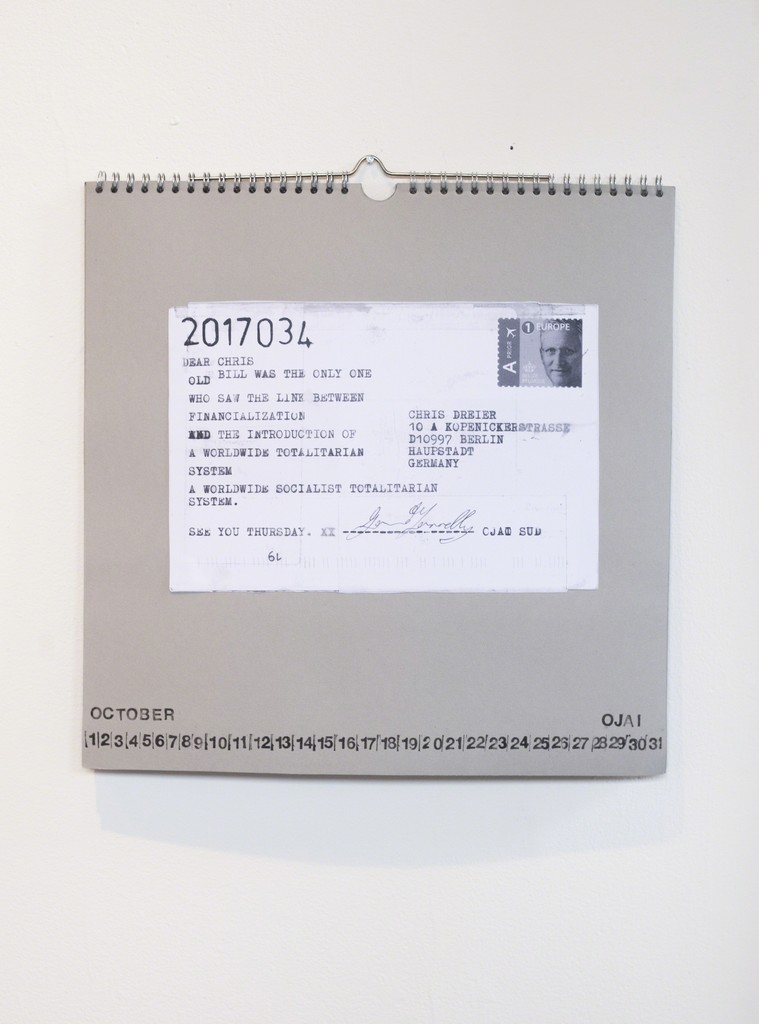 2017034
A PRIOR
1 EUROPE
DEAR CHRIS
OLD BILL WAS THE ONLY ONE
WHO SAW THE LINK BETWEEN
FINANCIALIZATION
AND THE INTRODUCTION OF
A WORLDWIDE TOTALITARIAN
SYSTEM
A WORLDWIDE SOCIALIST TOTALITARIAN
SYSTEM.
SEE YOU THURSDAY. XX
CHRIS DREIER
10 A KOPENICKERSTRASSE
D10997 BERLIN
HAUPSTADT
GERMANY
OJAI SUD
6L
OCTOBER
OJAI
1 2 3 4 5 6 7 8 9 10 11 12 13 14 15 16 17 18 19 20 21 22 23 24 25 26 27 28 29 30 31